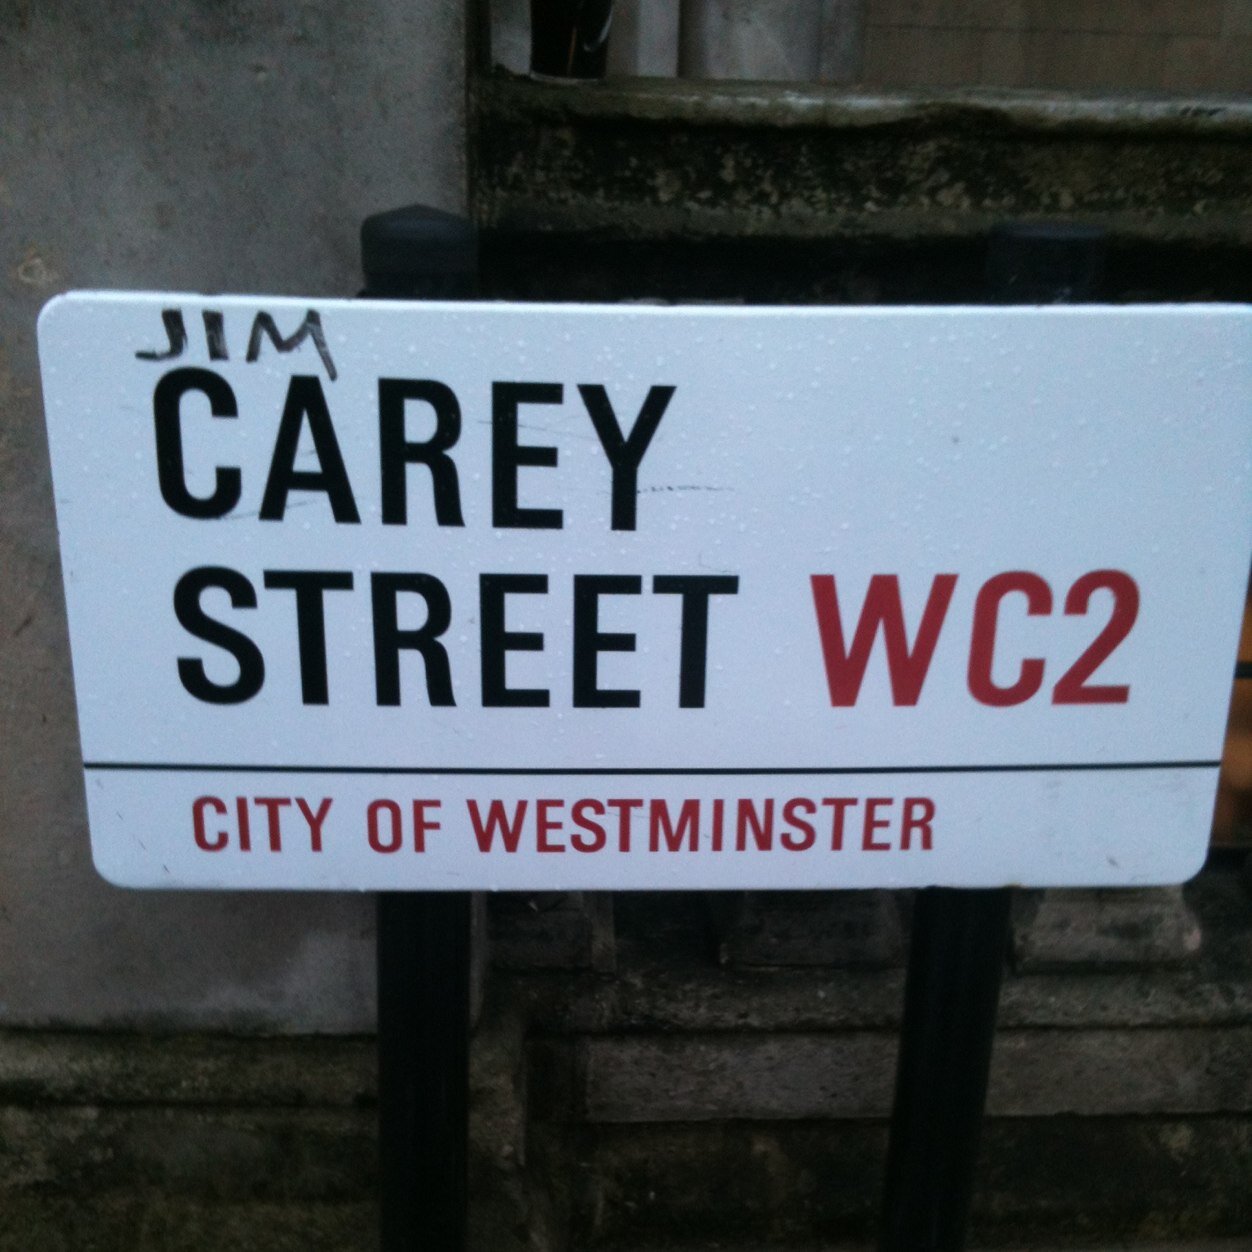 JIM
CAREY
STREET WC2
CITY OF WESTMINSTER